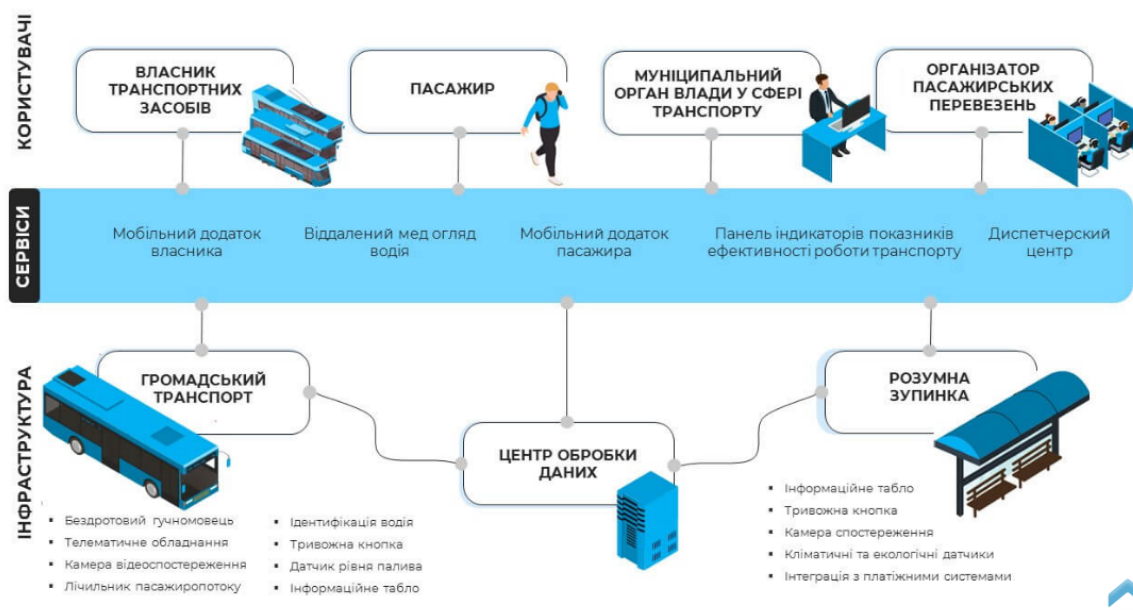 КОРИСТУВАЧІ
ВЛАСНИК
ТРАНСПОРТНИХ
ЗАСОБІВ
ПАСАЖИР
МУНІЦИПАЛЬНИЙ
ОРГАН ВЛАДИ У СФЕРІ
ТРАНСПОРТУ
ОРГАНІЗАТОР
ПАСАЖИРСЬКИХ
ПЕРЕВЕЗЕНЬ
СЕРВІСИ
Мобільний додаток
власника
Віддалений мед огляд
водія
Мобільний додаток
пасажира
Панель індикаторів показників
ефективності роботи транспорту
Диспетчерский
центр
ІНФРАСТРУКТУРА
ГРОМАДСЬКИЙ
ТРАНСПОРТ
ЦЕНТР ОБРОБКИ
ДАНИХ
РОЗУМНА
ЗУПИНКА
▪ Бездротовий гучномовець
▪ Телематичне обладнання
▪ Камера відеоспостереження
▪ Лічильник пасажиропотоку
▪ Ідентифікація водія
▪ Тривожна кнопка
▪ Датчик рівня палива
▪ Інформаційне табло
▪ Інформаційне табло
▪ Тривожна кнопка
▪ Камера спостереження
▪ Кліматичні та екологічні датчики
▪ Інтеграція з платіжними системами